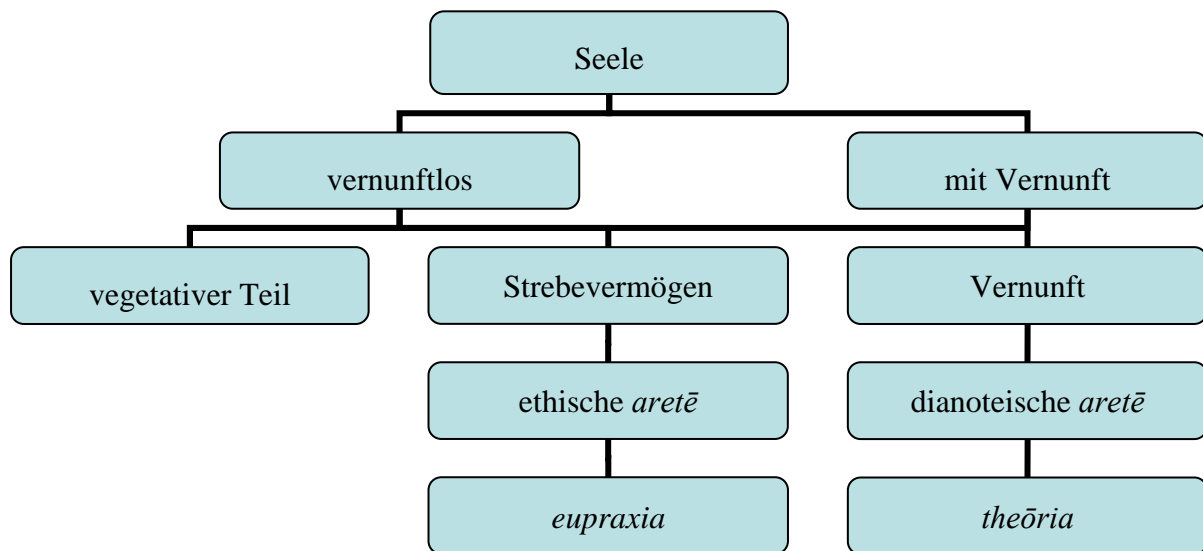 Seele
vernunftlos
mit Vernunft
vegetativer Teil
Strebevermögen
Vernunft
ethische aretē
dianoteische aretē
eupraxia
theōria